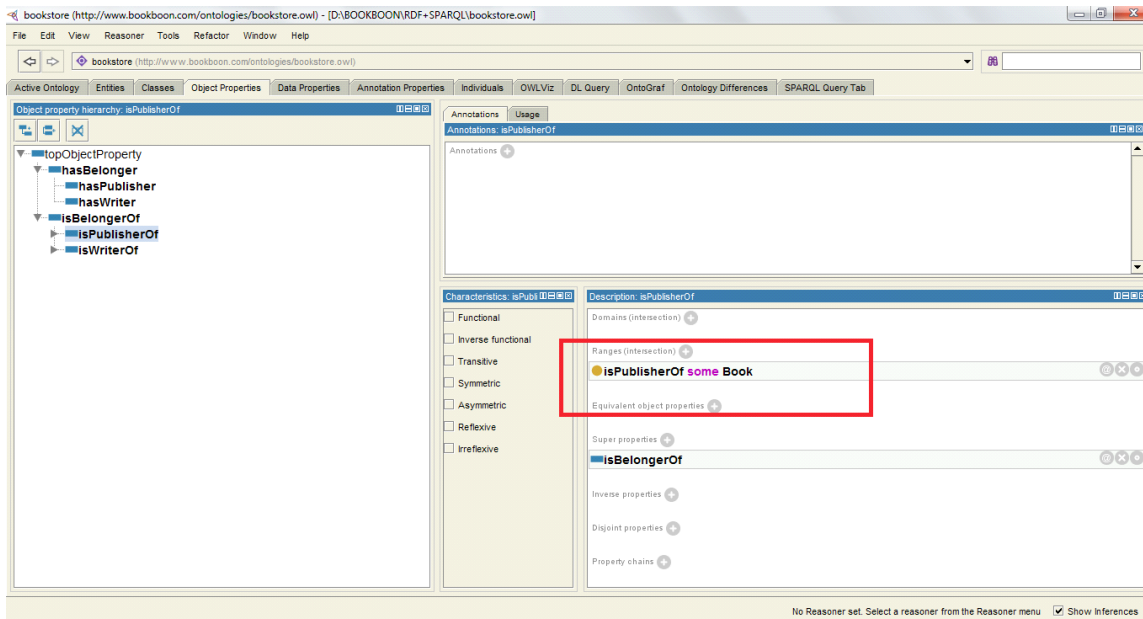 bookstore (http://www.bookboon.com/ontologies/bookstore.owl) - [D:\BOOKBOON\RDF+SPARQL\bookstore.owl]
File Edit View Reasoner Tools Refactor Window Help
bookstore (http://www.bookboon.com/ontologies/bookstore.owl)
Active Ontology Entities Classes Object Properties Data Properties Annotation Properties Individuals OWLViz DL Query OntoGraf Ontology Differences SPARQL Query Tab
Object property hierarchy: isPublisherOf
topObjectProperty
hasBelonger
hasPublisher
hasWriter
isBelongerOf
isPublisherOf
isWriterOf
Annotations Usage
Annotations: isPublisherOf
Annotations
Characteristics: isPubli
Functional
Inverse functional
Transitive
Symmetric
Asymmetric
Reflexive
Irreflexive
Description: isPublisherOf
Domains (intersection)
Ranges (intersection)
isPublisherOf some Book
Equivalent object properties
Super properties
isBelongerOf
Inverse properties
Disjoint properties
Property chains
No Reasoner set. Select a reasoner from the Reasoner menu Show Inferences